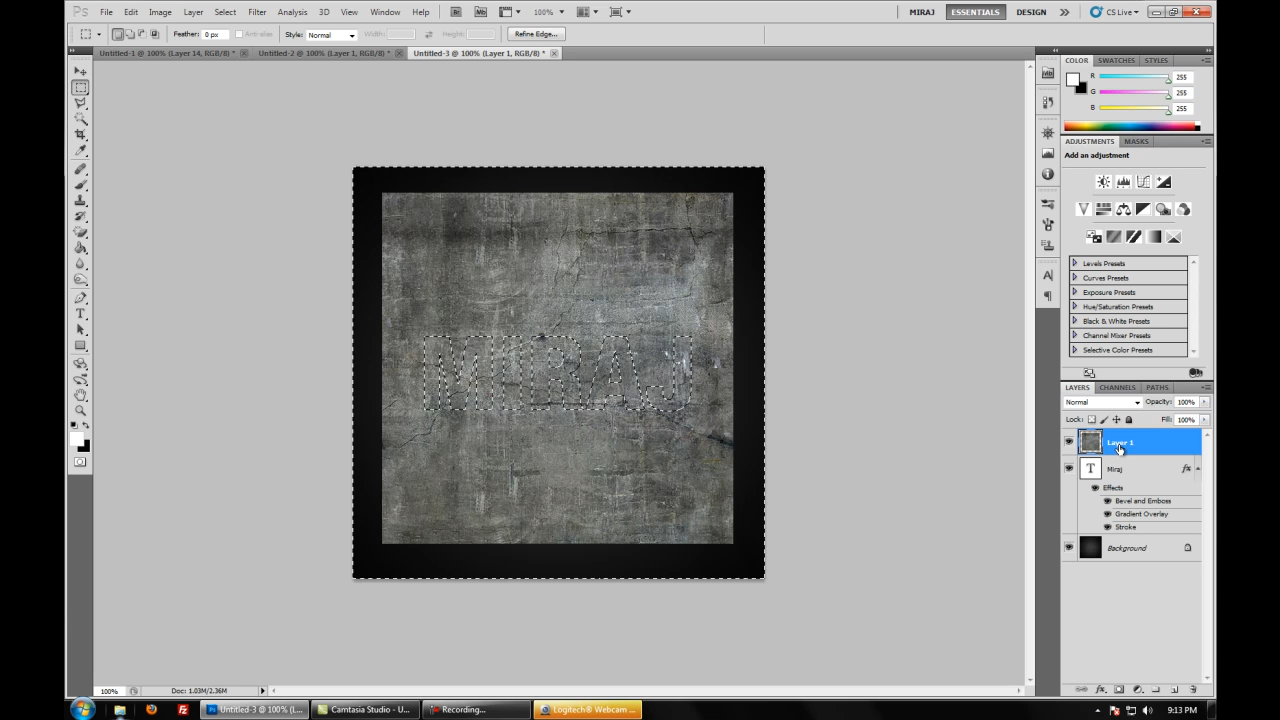 Ps File Edit Image Layer Select Filter Analysis 3D View Window Help Br Mb 100% MIRAJ ESSENTIALS DESIGN CS Live
Feather: 0 px Anti-alias Style: Normal Width: Height: Refine Edge...
Untitled-1 @ 100% (Layer 14, RGB/8) * Untitled-2 @ 100% (Layer 1, RGB/8) * Untitled-3 @ 100% (Layer 1, RGB/8) *
COLOR SWATCHES STYLES
R 255
G 255
B 255
ADJUSTMENTS MASKS
Add an adjustment
Levels Presets
Curves Presets
Exposure Presets
Hue/Saturation Presets
Black & White Presets
Channel Mixer Presets
Selective Color Presets
MIRAJ
LAYERS CHANNELS PATHS
Normal Opacity: 100%
Lock: Fill: 100%
Layer 1
T Miraj fx
Effects
Bevel and Emboss
Gradient Overlay
Stroke
Background
100% Doc: 1.03M/2.36M
Untitled-3 @ 100% (L... Camtasia Studio - U... Recording... Logitech® Webcam ... 9:13 PM